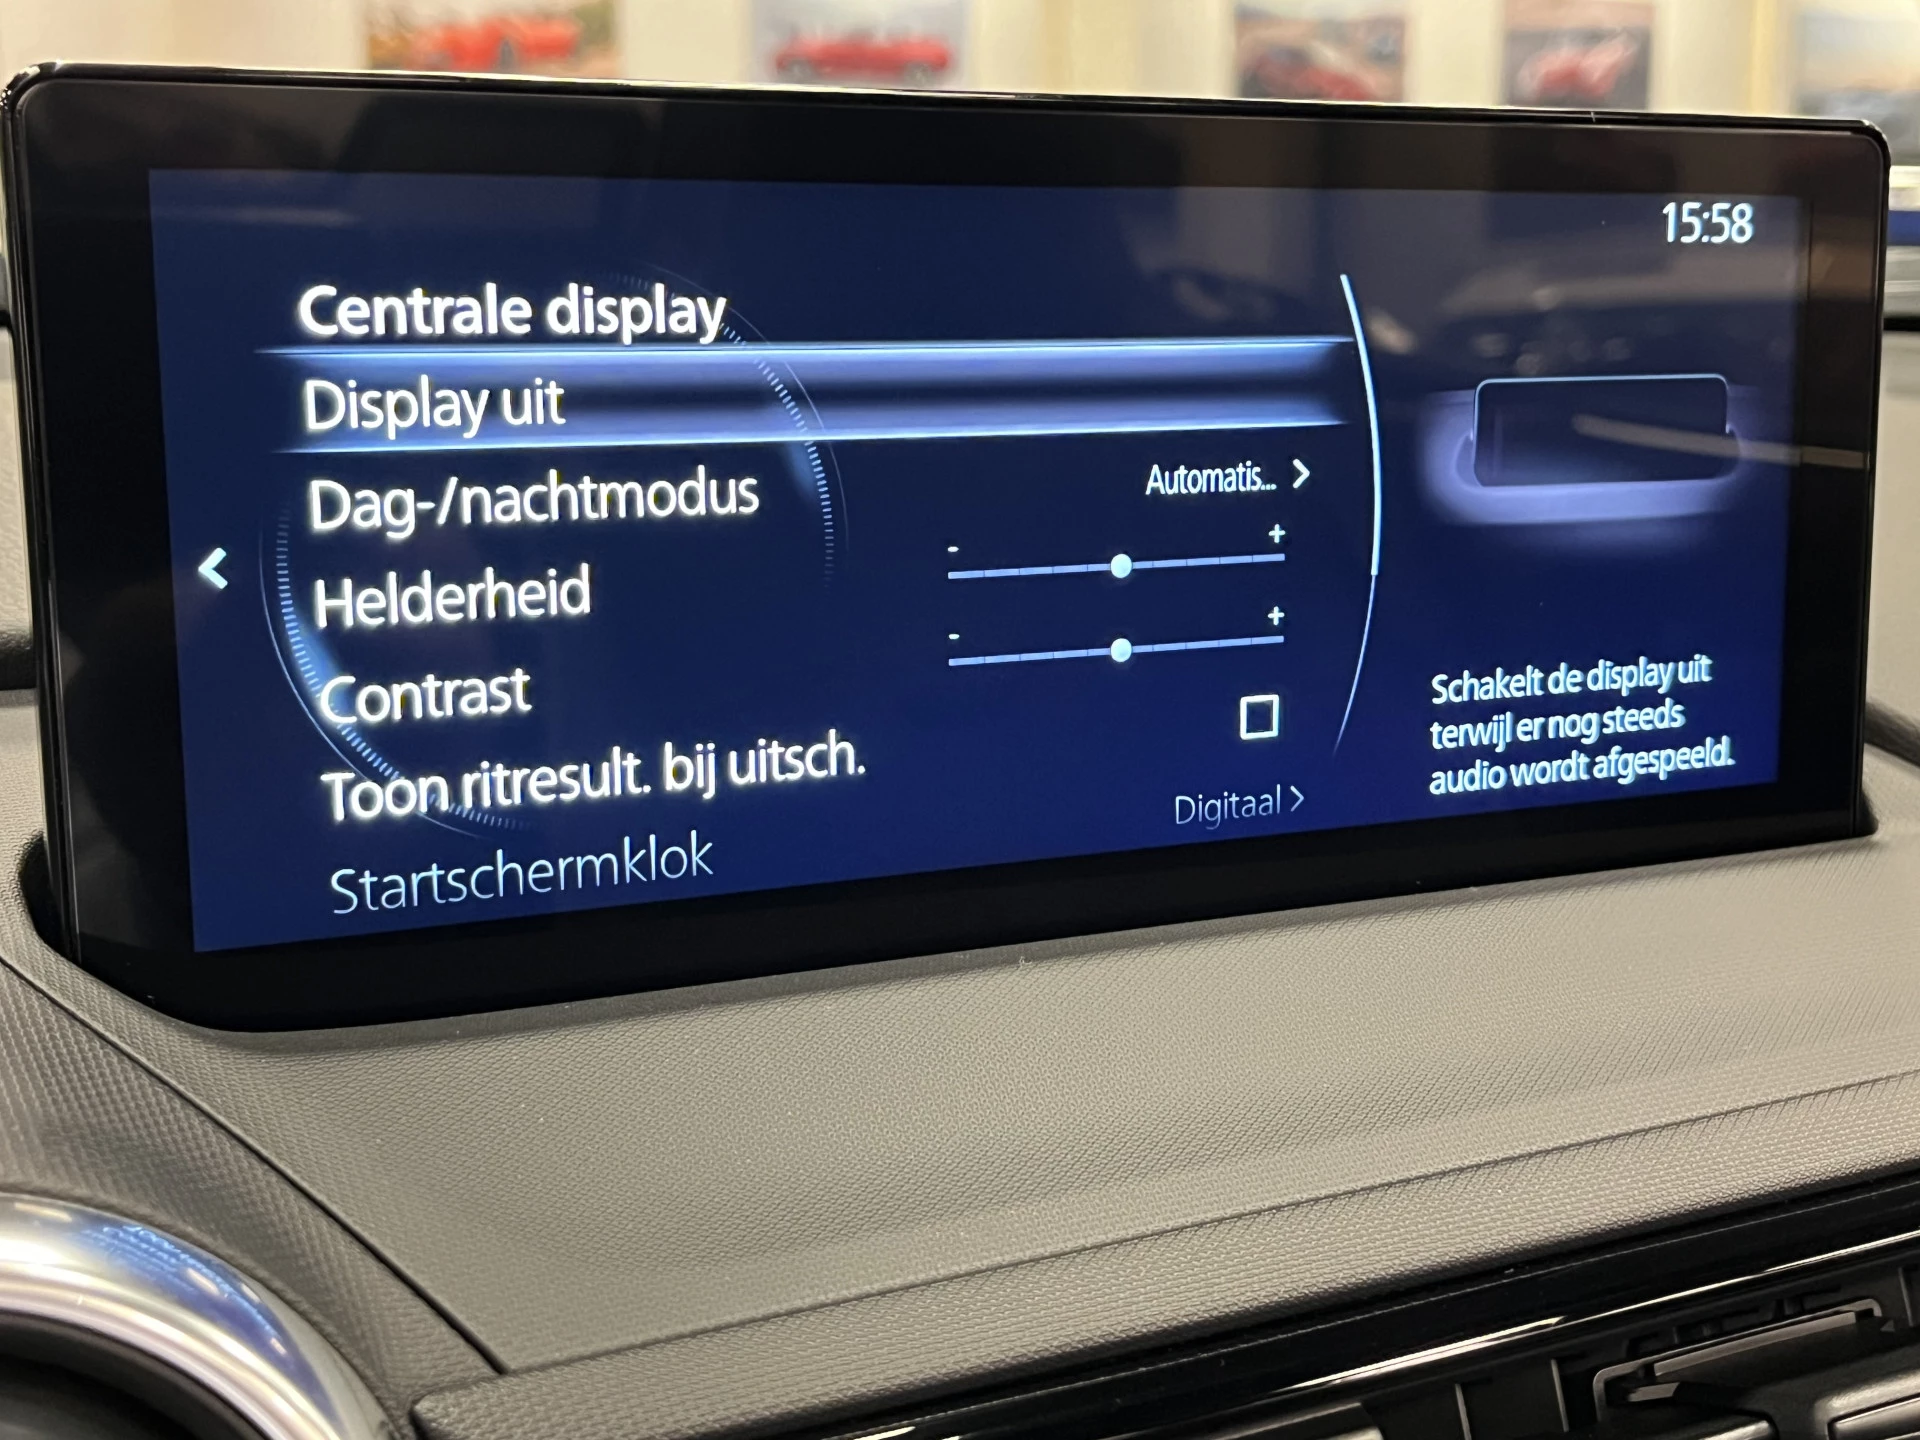 15:58
Centrale display
Display uit
Dag-/nachtmodus
Automatis... >
Helderheid
- +
Contrast
- +
Toon ritresult. bij uitsch.
Startschermklok
Digitaal >
Schakelt de display uit
terwijl er nog steeds
audio wordt afgespeeld.